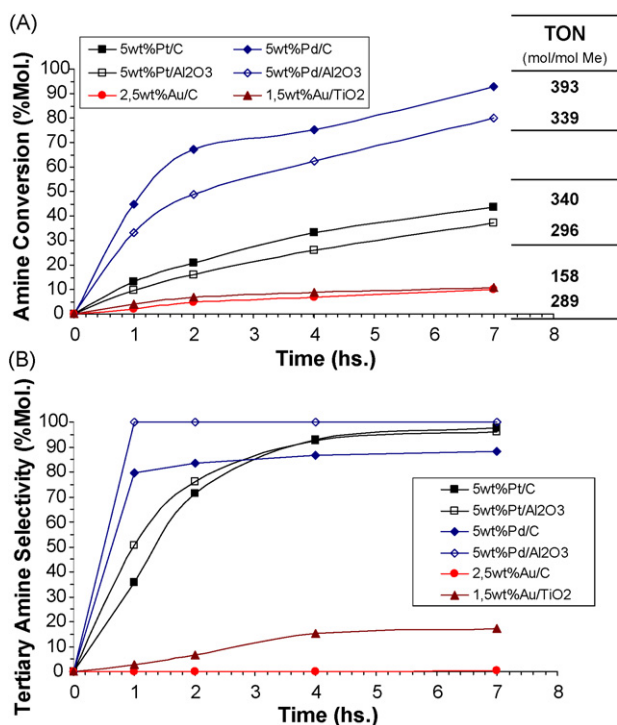 (A)
TON
(mol/mol Me)
5wt%Pt/C 5wt%Pd/C
5wt%Pt/Al2O3 5wt%Pd/Al2O3
2,5wt%Au/C 1,5wt%Au/TiO2
Amine Conversion (%Mol.)
100
90
80
70
60
50
40
30
20
10
0
393
339
340
296
158
289
0 1 2 3 4 5 6 7 8
Time (hs.)
(B)
Tertiary Amine Selectivity (%Mol.)
100
90
80
70
60
50
40
30
20
10
0
5wt%Pt/C
5wt%Pt/Al2O3
5wt%Pd/C
5wt%Pd/Al2O3
2,5wt%Au/C
1,5wt%Au/TiO2
0 1 2 3 4 5 6 7 8
Time (hs.)